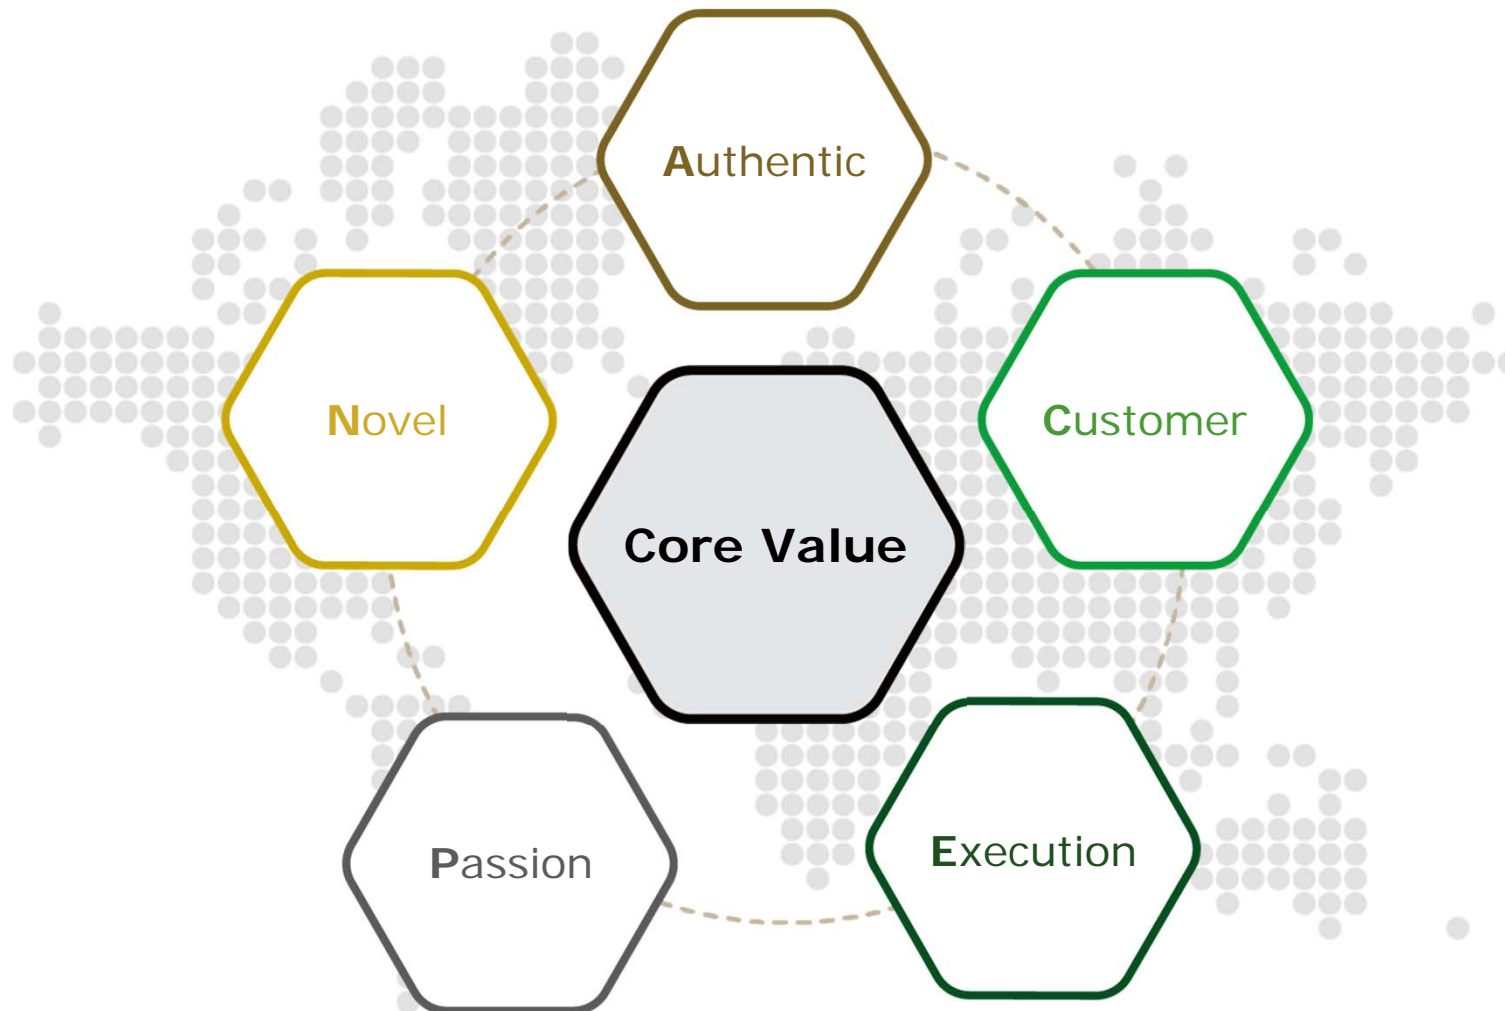 Authentic
Novel
Customer
Core Value
Passion
Execution